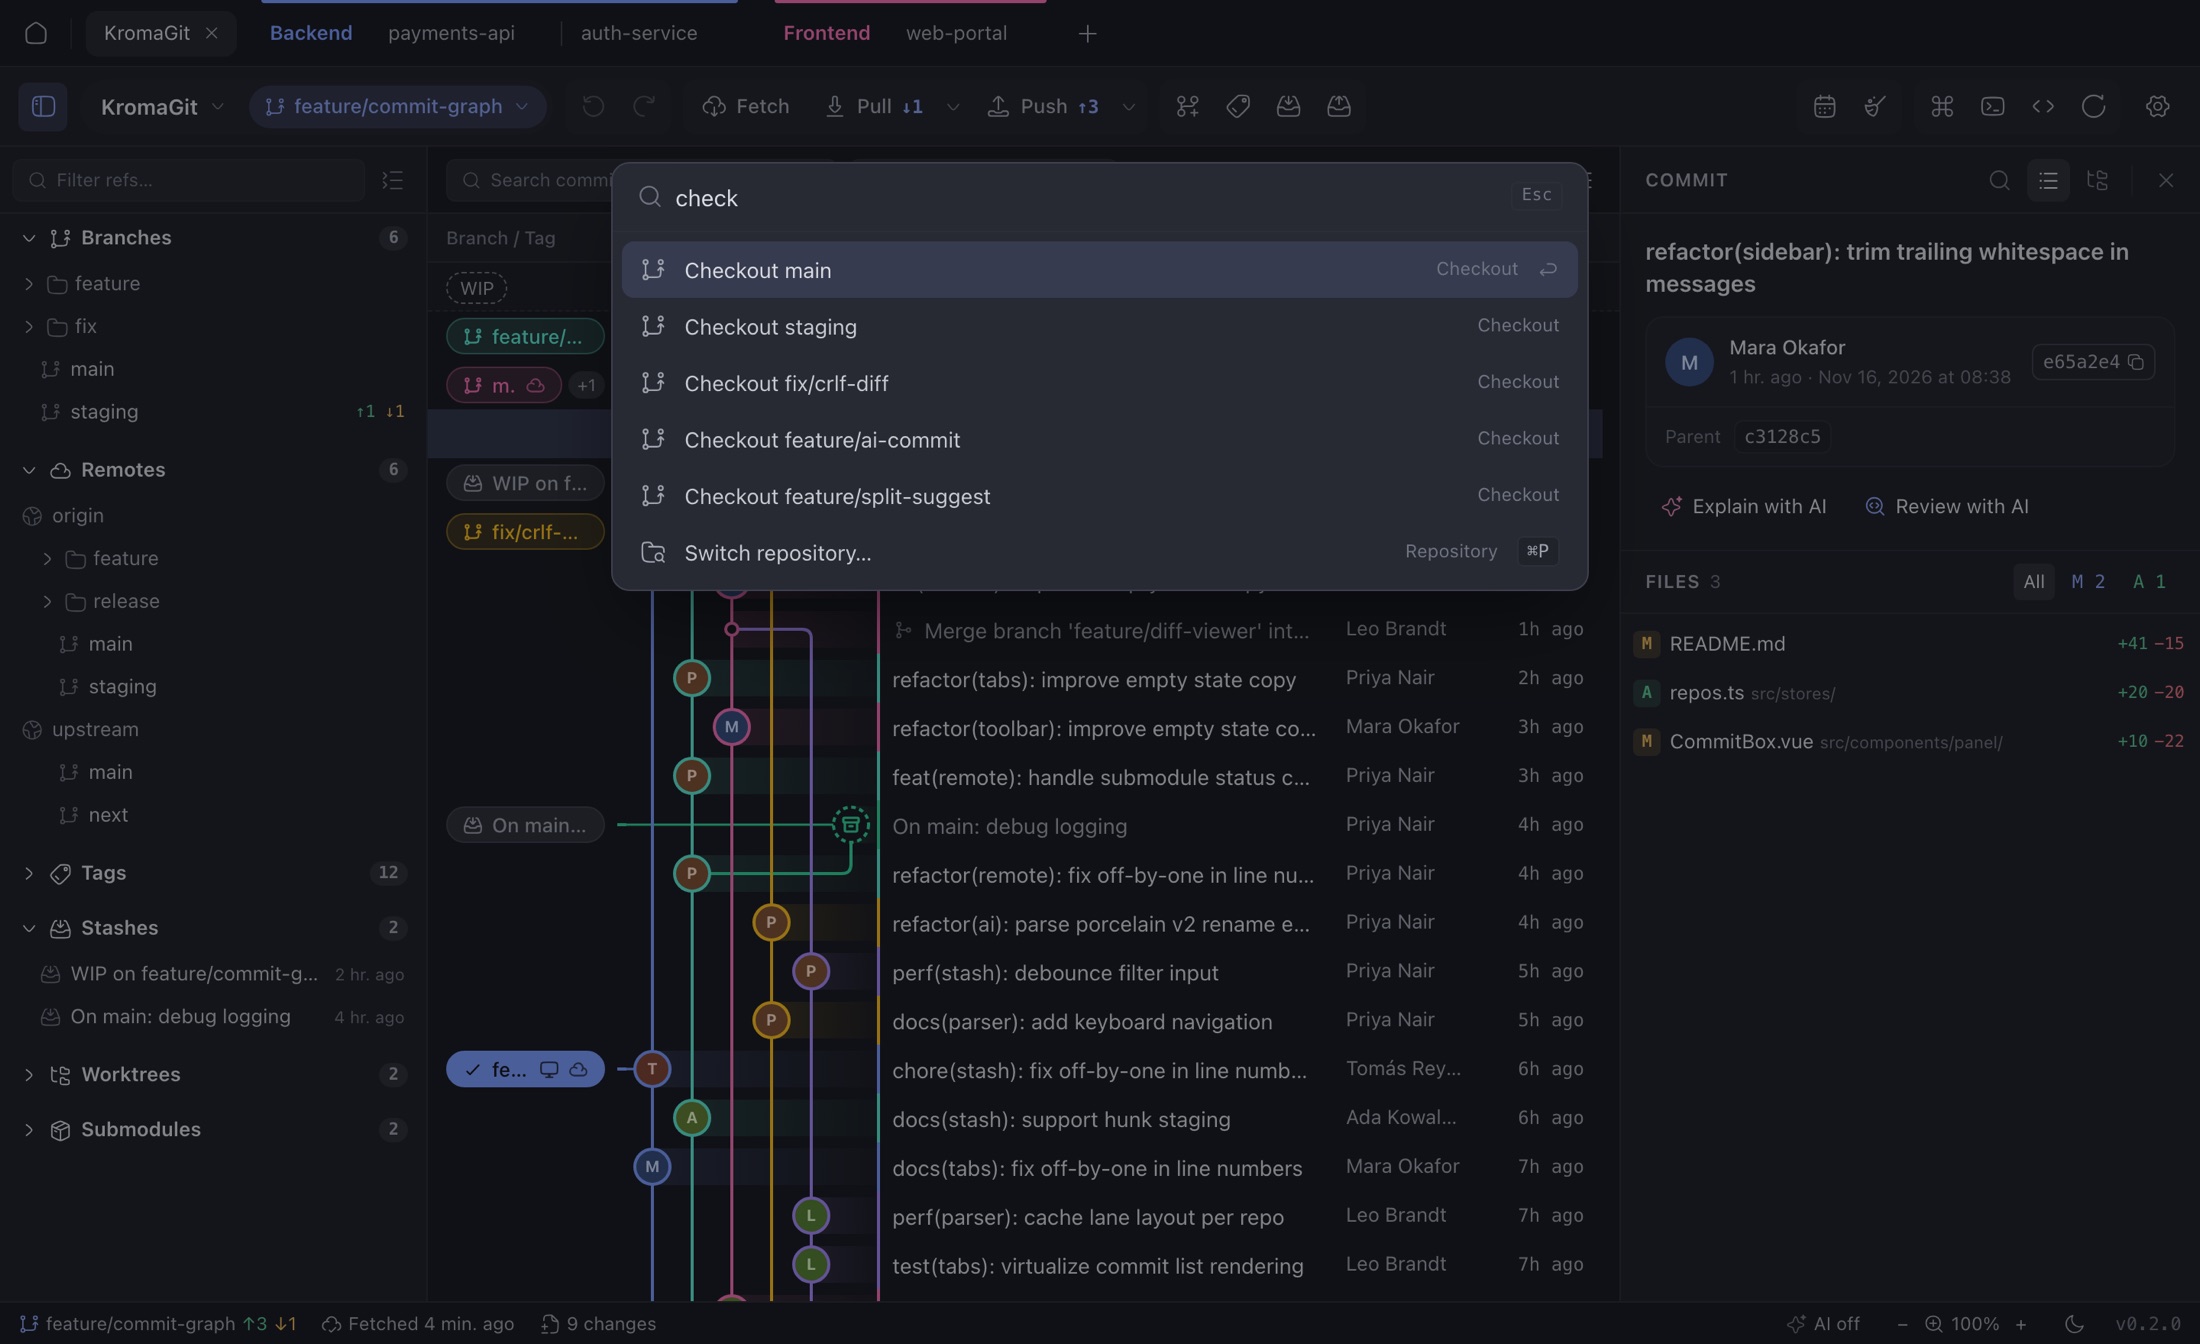 KromaGit
Backend
payments-api
auth-service
Frontend
web-portal
KromaGit
feature/commit-graph
Fetch
Pull ↓1
Push ↑3
Filter refs...
Branches 6
feature
fix
main
staging ↑1 ↓1
Remotes 6
origin
feature
release
main
staging
upstream
main
next
Tags 12
Stashes 2
WIP on feature/commit-g... 2 hr. ago
On main: debug logging 4 hr. ago
Worktrees 2
Submodules 2
Search commi
Branch / Tag
WIP
feature/...
m. +1
WIP on f...
fix/crlf-...
check Esc
Checkout main Checkout
Checkout staging Checkout
Checkout fix/crlf-diff Checkout
Checkout feature/ai-commit Checkout
Checkout feature/split-suggest Checkout
Switch repository... Repository ⌘P
Merge branch 'feature/diff-viewer' int... Leo Brandt 1h ago
P refactor(tabs): improve empty state copy Priya Nair 2h ago
M refactor(toolbar): improve empty state co... Mara Okafor 3h ago
P feat(remote): handle submodule status c... Priya Nair 3h ago
On main... On main: debug logging Priya Nair 4h ago
P refactor(remote): fix off-by-one in line nu... Priya Nair 4h ago
P refactor(ai): parse porcelain v2 rename e... Priya Nair 4h ago
P perf(stash): debounce filter input Priya Nair 5h ago
P docs(parser): add keyboard navigation Priya Nair 5h ago
fe... T chore(stash): fix off-by-one in line numb... Tomás Rey... 6h ago
A docs(stash): support hunk staging Ada Kowal... 6h ago
M docs(tabs): fix off-by-one in line numbers Mara Okafor 7h ago
L perf(parser): cache lane layout per repo Leo Brandt 7h ago
L test(tabs): virtualize commit list rendering Leo Brandt 7h ago
COMMIT
refactor(sidebar): trim trailing whitespace in
messages
M Mara Okafor
1 hr. ago · Nov 16, 2026 at 08:38
e65a2e4
Parent c3128c5
Explain with AI
Review with AI
FILES 3 All M 2 A 1
M README.md +41 −15
A repos.ts src/stores/ +20 −20
M CommitBox.vue src/components/panel/ +10 −22
feature/commit-graph ↑3 ↓1
Fetched 4 min. ago
9 changes
AI off
− 100% +
v0.2.0